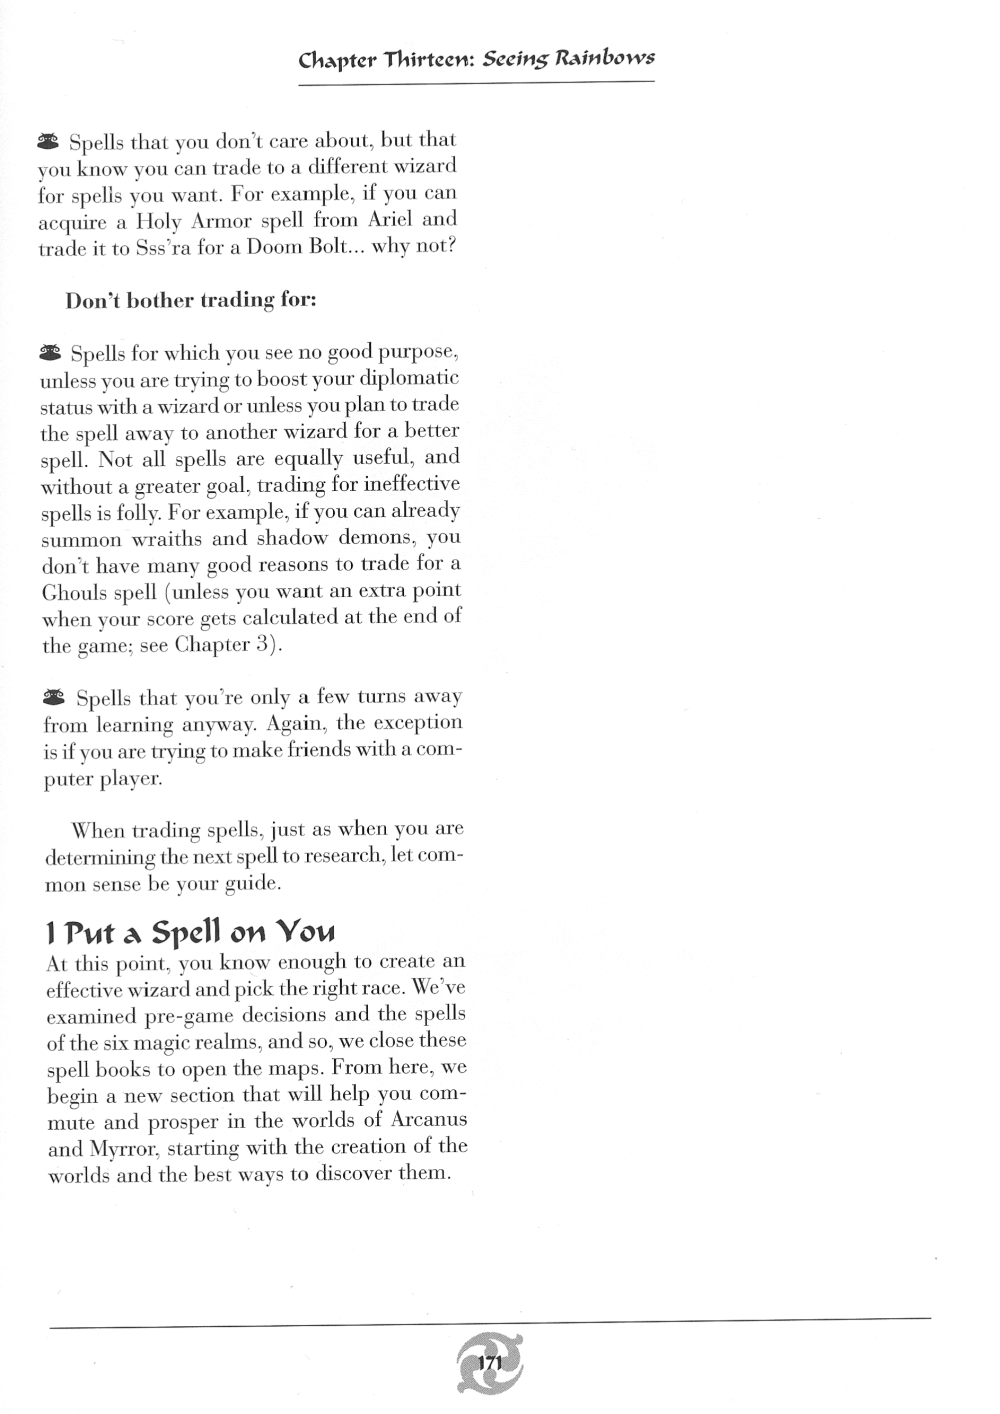 Chapter Thirteen: Seeing Rainbows
Spells that you don't care about, but that
you know you can trade to a different wizard
for spells you want. For example, if you can
acquire a Holy Armor spell from Ariel and
trade it to Sss'ra for a Doom Bolt... why not?
Don't bother trading for:
Spells for which you see no good purpose,
unless you are trying to boost your diplomatic
status with a wizard or unless you plan to trade
the spell away to another wizard for a better
spell. Not all spells are equally useful, and
without a greater goal, trading for ineffective
spells is folly. For example, if you can already
summon wraiths and shadow demons, you
don't have many good reasons to trade for a
Ghouls spell (unless you want an extra point
when your score gets calculated at the end of
the game; see Chapter 3).
Spells that you're only a few turns away
from learning anyway. Again, the exception
is if you are trying to make friends with a com-
puter player.
When trading spells, just as when you are
determining the next spell to research, let com-
mon sense be your guide.
I Put a Spell on You
At this point, you know enough to create an
effective wizard and pick the right race. We've
examined pre-game decisions and the spells
of the six magic realms, and so, we close these
spell books to open the maps. From here, we
begin a new section that will help you com-
mute and prosper in the worlds of Arcanus
and Myrror, starting with the creation of the
worlds and the best ways to discover them.
171